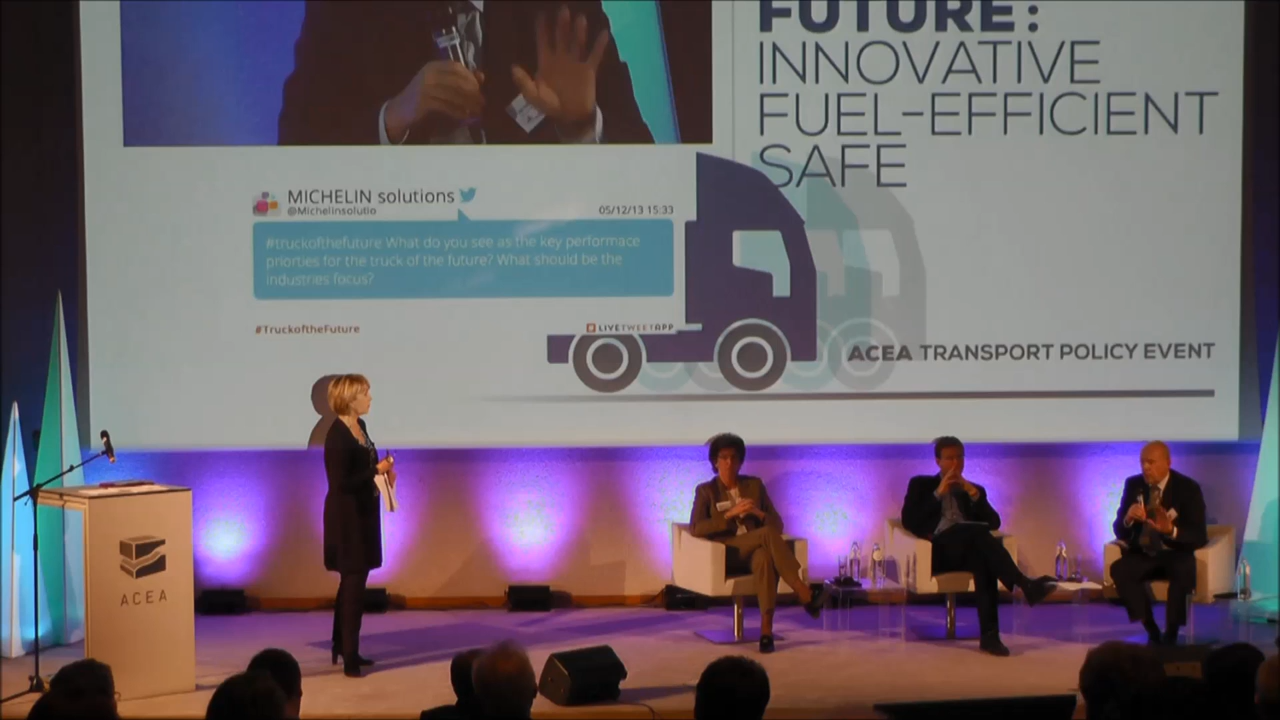 FUTURE:
INNOVATIVE
FUEL-EFFICIENT
SAFE
MICHELIN solutions
@Michelinsolutio
05/12/13 15:33
#truckofthefuture What do you see as the key performace
priorties for the truck of the future? What should be the
industries focus?
#TruckoftheFuture
LIVETWEETAPP
ACEA TRANSPORT POLICY EVENT
ACEA